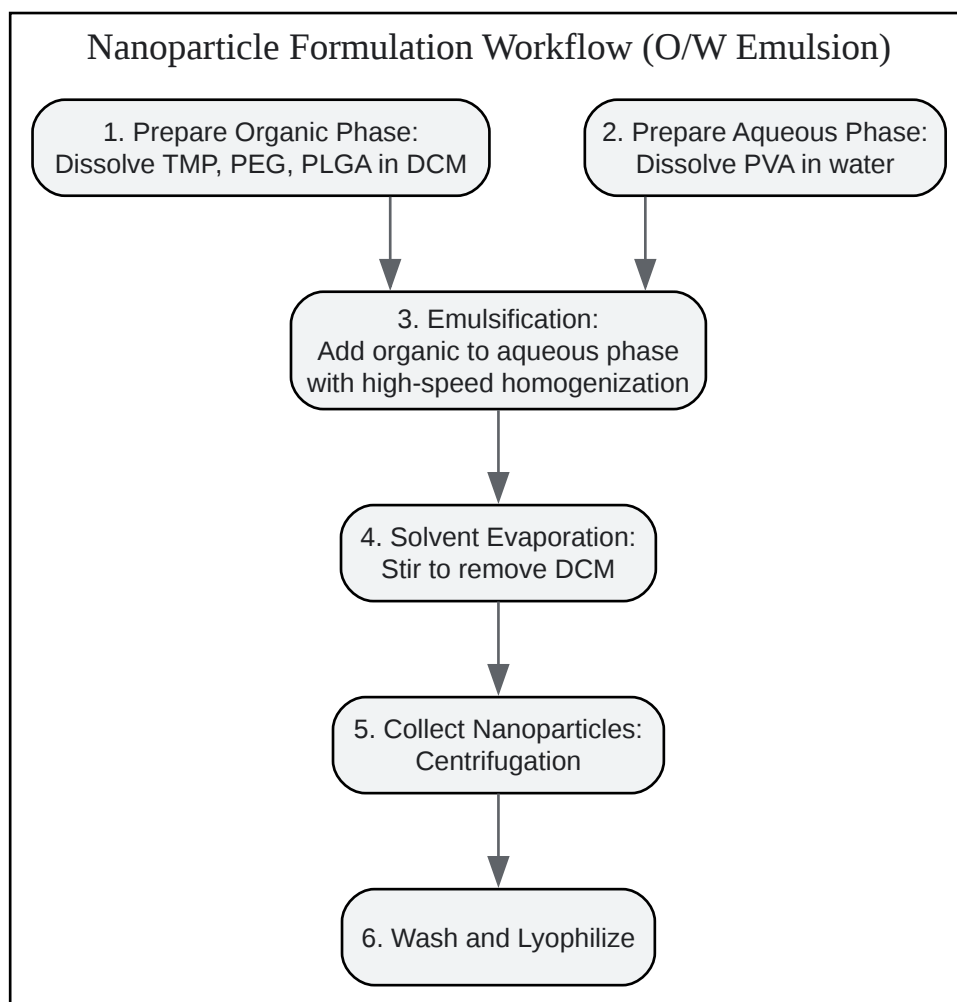 Nanoparticle Formulation Workflow (O/W Emulsion)
1. Prepare Organic Phase:
Dissolve TMP, PEG, PLGA in DCM
2. Prepare Aqueous Phase:
Dissolve PVA in water
3. Emulsification:
Add organic to aqueous phase
with high-speed homogenization
4. Solvent Evaporation:
Stir to remove DCM
5. Collect Nanoparticles:
Centrifugation
6. Wash and Lyophilize